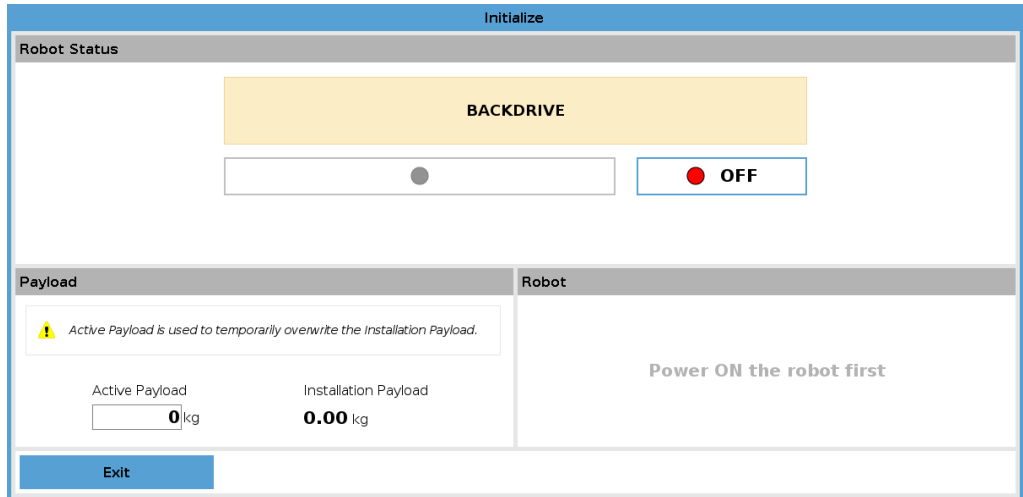 Initialize
Robot Status
BACKDRIVE
OFF
Payload
Robot
Active Payload is used to temporarily overwrite the Installation Payload.
Power ON the robot first
Active Payload Installation Payload
0 kg 0.00 kg
Exit